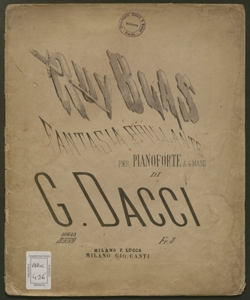 RUY BLAS
FANTASIA BRILLANTE
PER PIANOFORTE A 4 MANI
DI
G. DACCI
MILANO F. LUCCA
MILANO GIO. CANTI